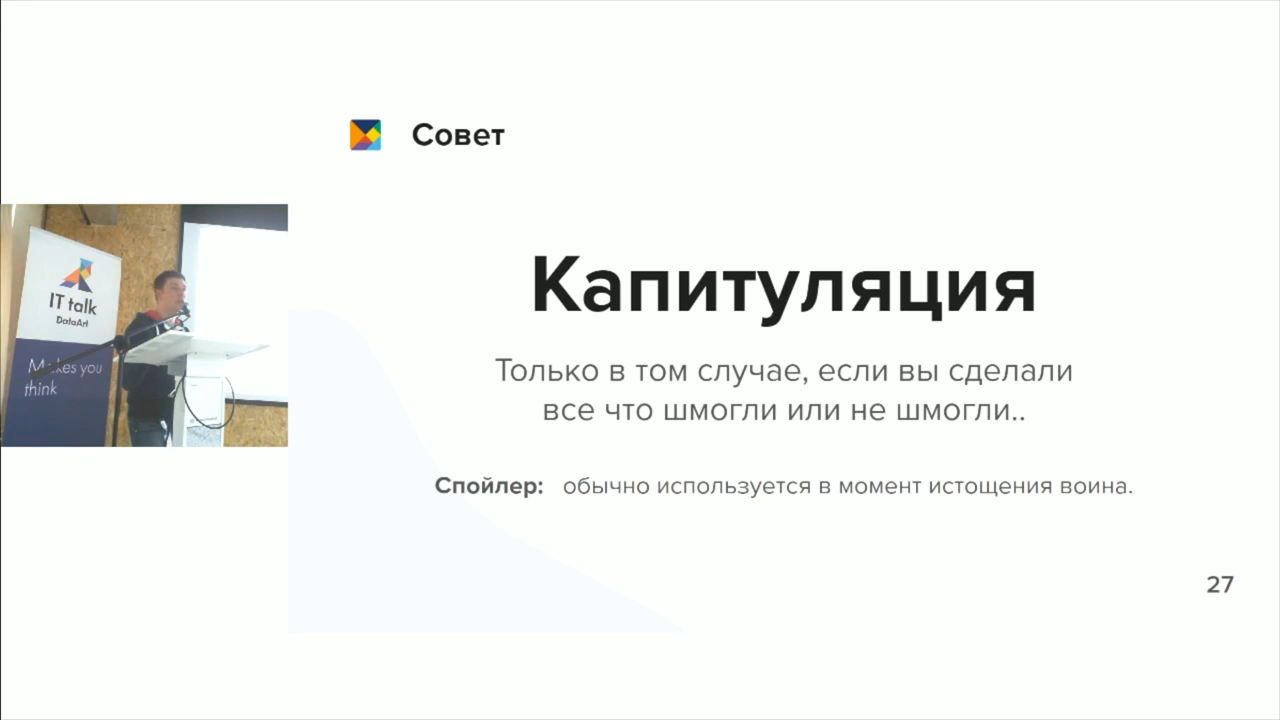 Совет
Капитуляция
Только в том случае, если вы сделали
все что шмогли или не шмогли..
Спойлер: обычно используется в момент истощения воина.
27
IT talk
DataArt
Makes you
think